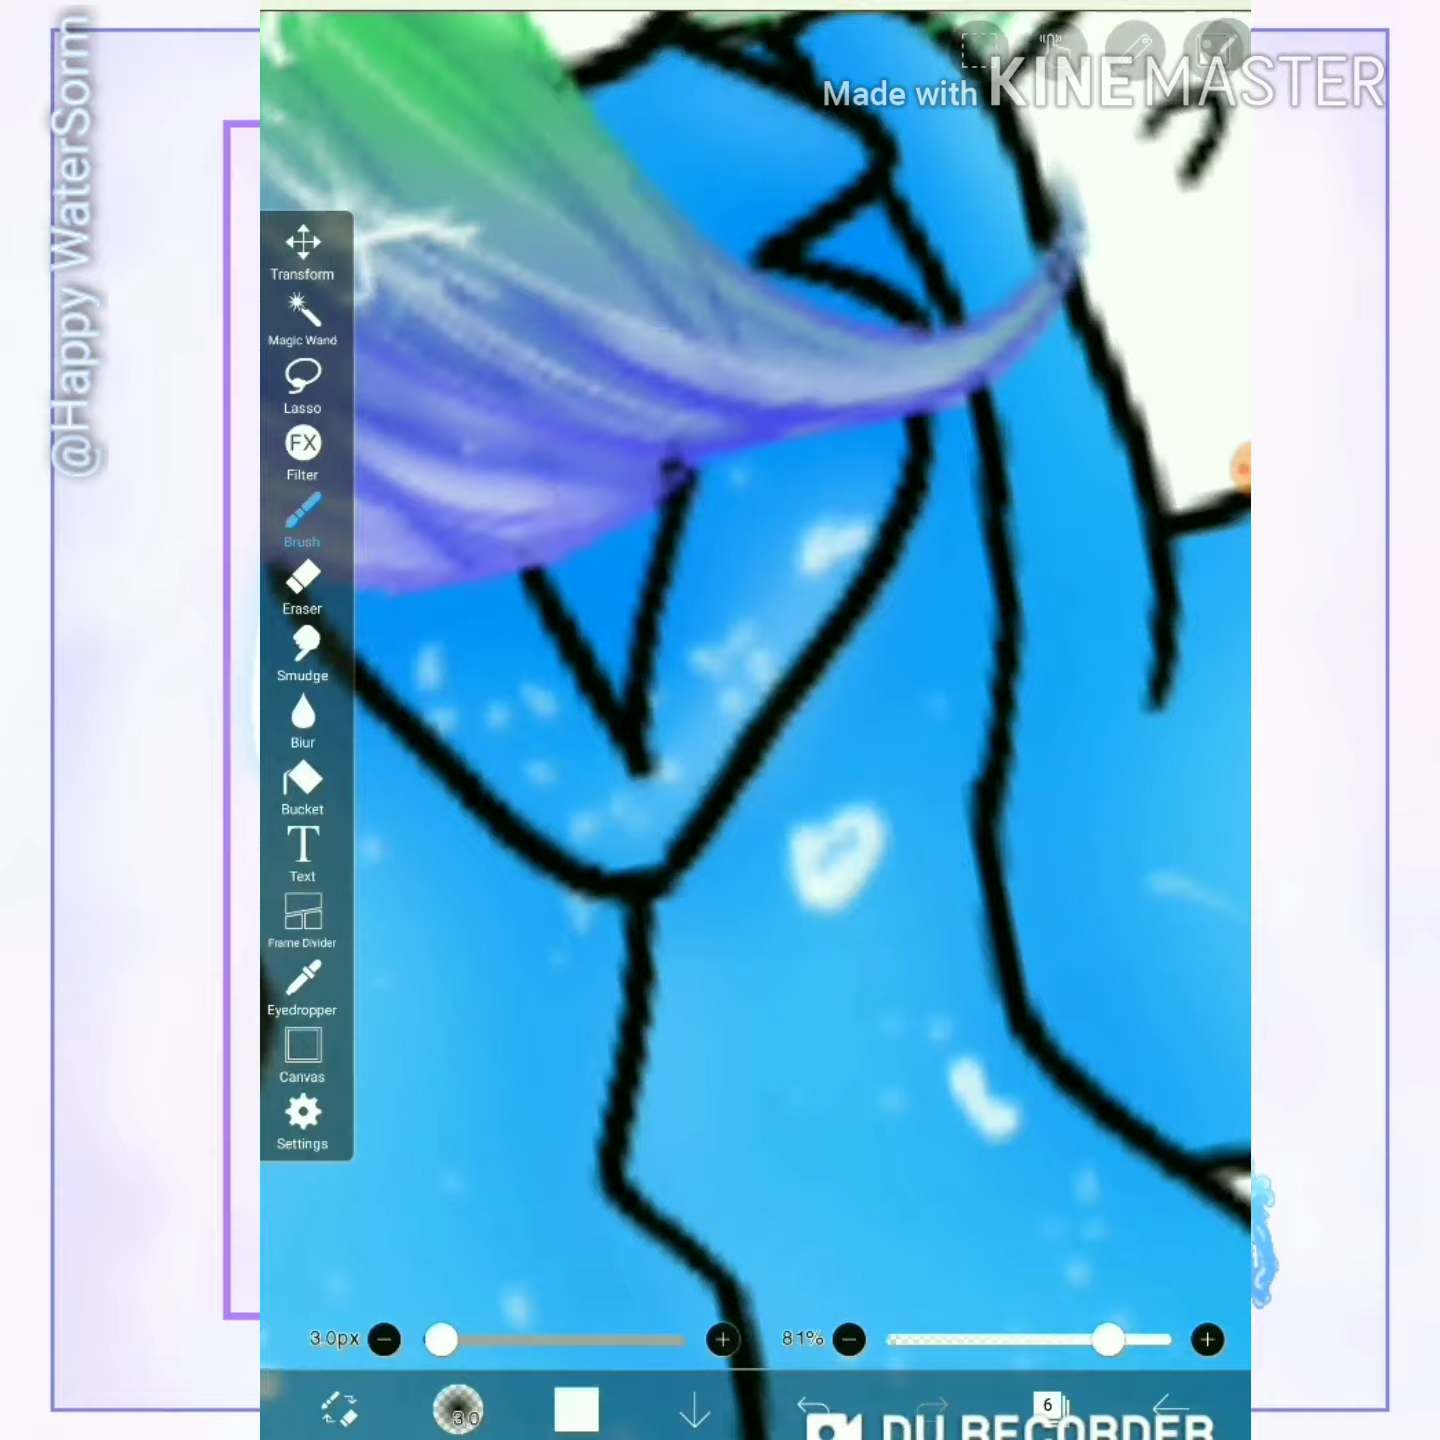 @Happy WaterSorm
Made with KINEMASTER
Transform
Magic Wand
Lasso
FX
Filter
Brush
Eraser
Smudge
Blur
Bucket
T
Text
Frame Divider
Eyedropper
Canvas
Settings
3.0px
81%
3.0
6
DU RECORDER